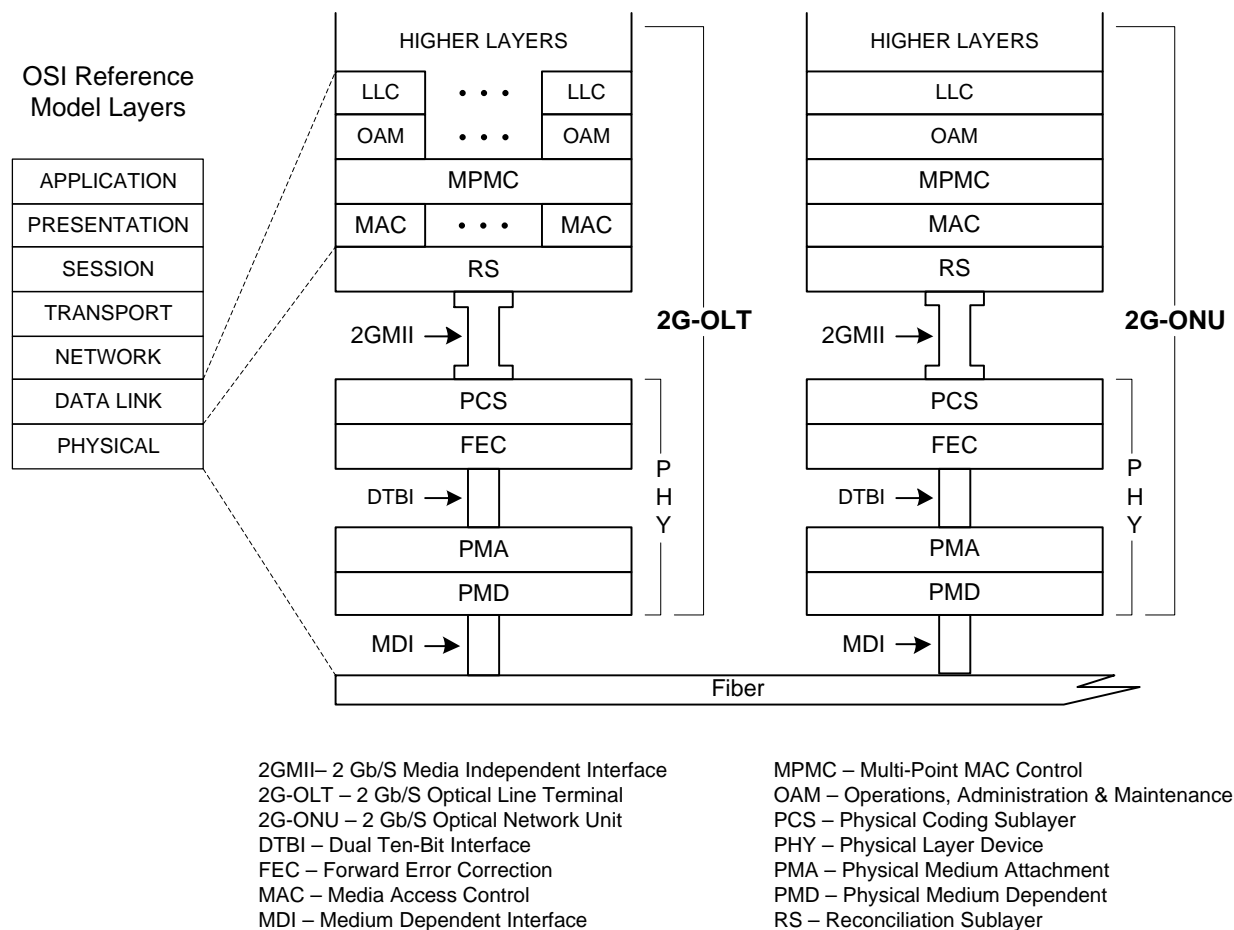 OSI Reference
Model Layers
APPLICATION
PRESENTATION
SESSION
TRANSPORT
NETWORK
DATA LINK
PHYSICAL
HIGHER LAYERS
LLC • • • LLC
OAM • • • OAM
MPMC
MAC • • • MAC
RS
2GMII
PCS
FEC
DTBI
PMA
PMD
MDI
PHY
2G-OLT
HIGHER LAYERS
LLC
OAM
MPMC
MAC
RS
2GMII
PCS
FEC
DTBI
PMA
PMD
MDI
PHY
2G-ONU
Fiber
2GMII– 2 Gb/S Media Independent Interface
2G-OLT – 2 Gb/S Optical Line Terminal
2G-ONU – 2 Gb/S Optical Network Unit
DTBI – Dual Ten-Bit Interface
FEC – Forward Error Correction
MAC – Media Access Control
MDI – Medium Dependent Interface
MPMC – Multi-Point MAC Control
OAM – Operations, Administration & Maintenance
PCS – Physical Coding Sublayer
PHY – Physical Layer Device
PMA – Physical Medium Attachment
PMD – Physical Medium Dependent
RS – Reconciliation Sublayer